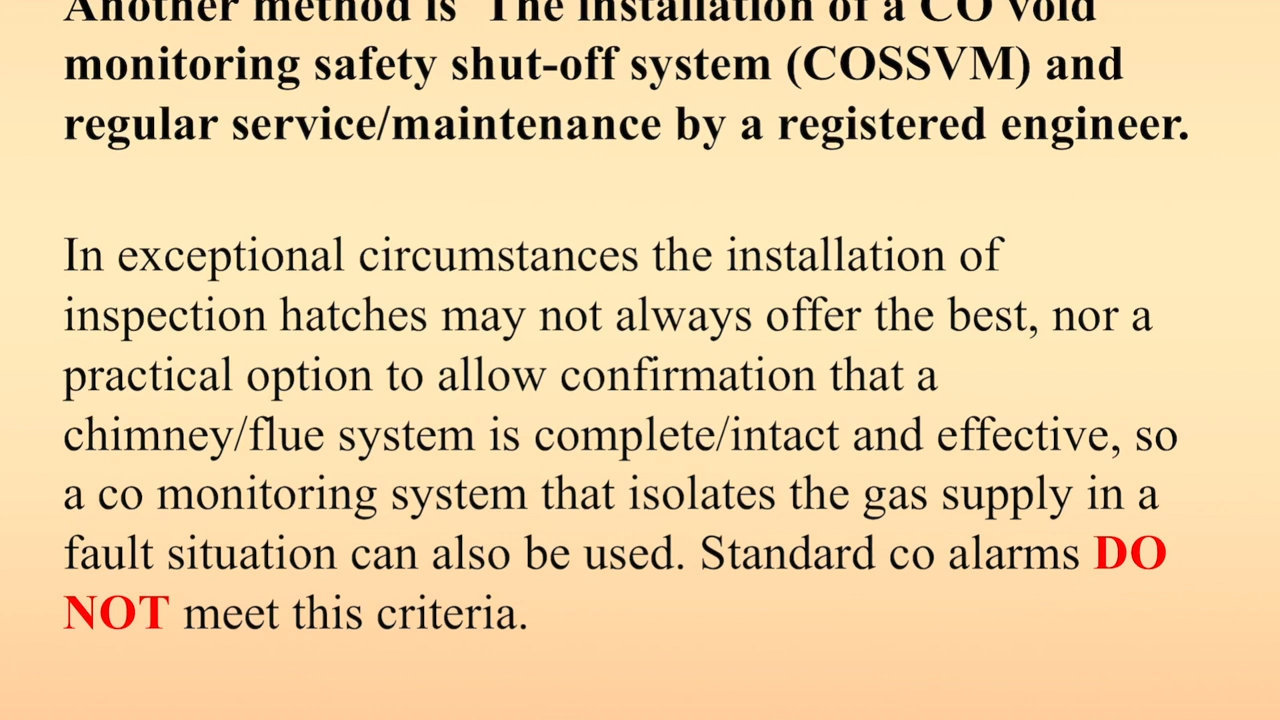 Another method is The installation of a CO void
monitoring safety shut-off system (COSSVM) and
regular service/maintenance by a registered engineer.
In exceptional circumstances the installation of
inspection hatches may not always offer the best, nor a
practical option to allow confirmation that a
chimney/flue system is complete/intact and effective, so
a co monitoring system that isolates the gas supply in a
fault situation can also be used. Standard co alarms DO
NOT meet this criteria.